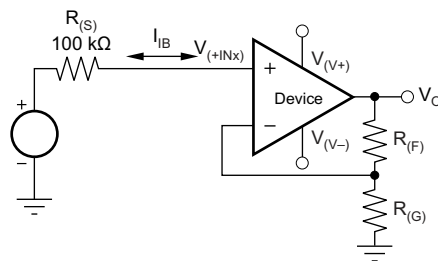 R(S)
100 kΩ
IIB
V(+INx)
V(V+)
+
+
Device
VO
−
−
V(V–)
R(F)
R(G)